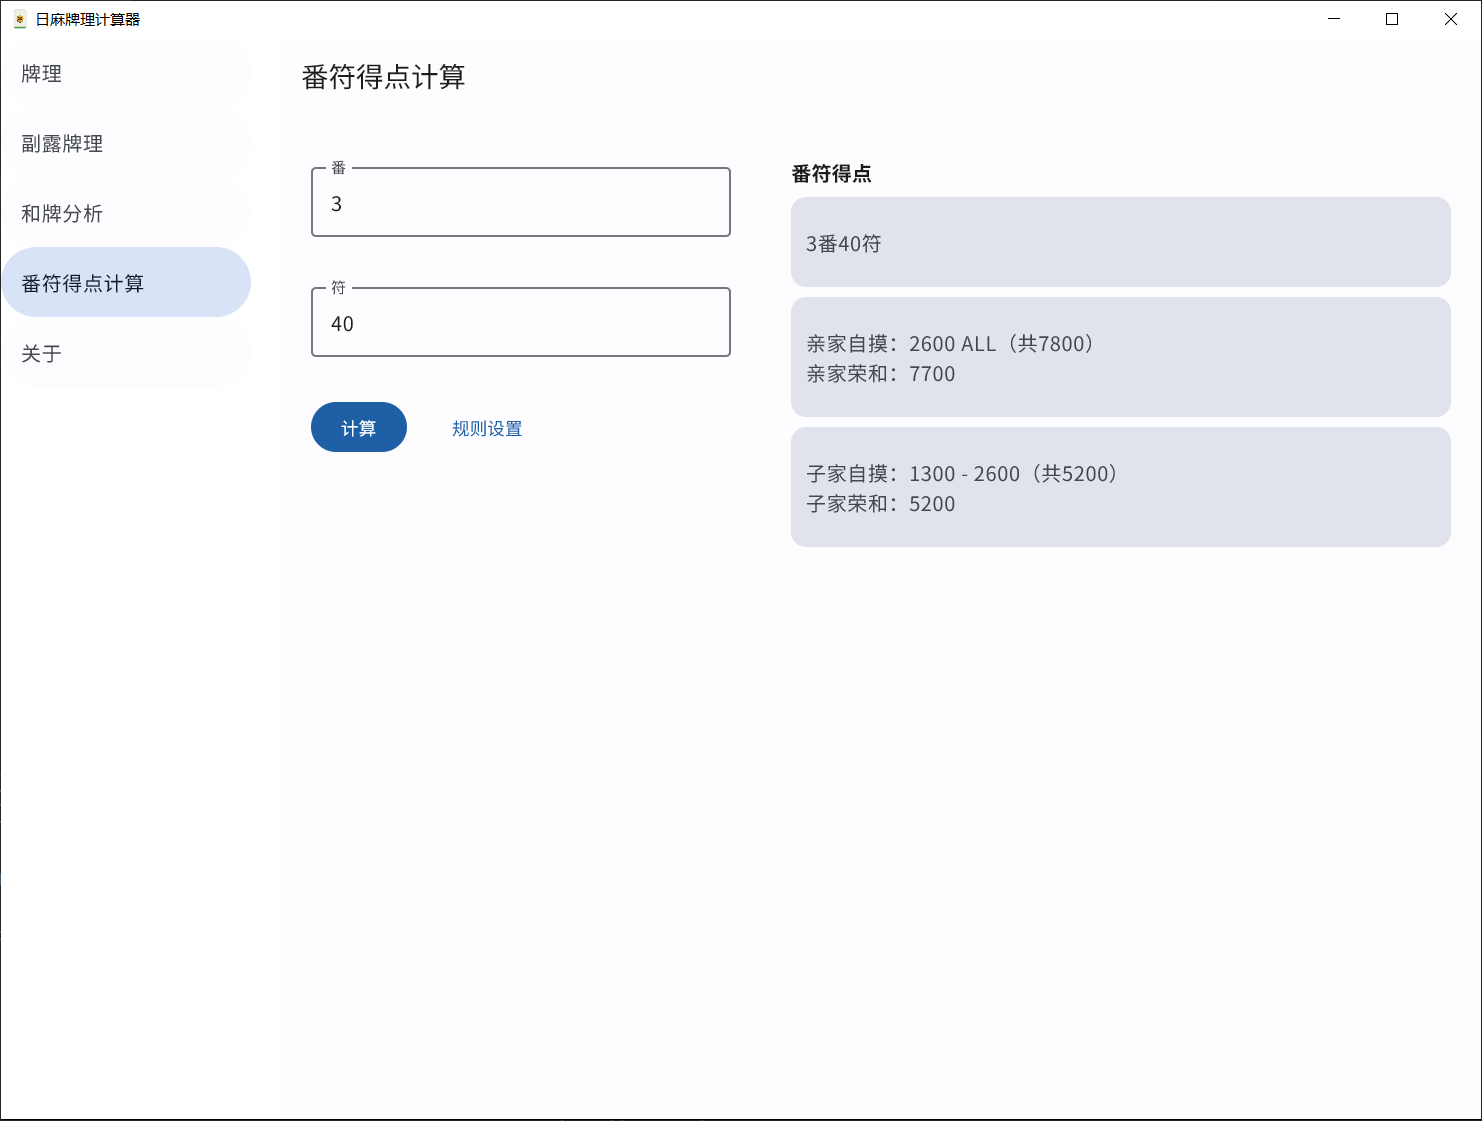 日麻牌理计算器
牌理
副露牌理
和牌分析
番符得点计算
关于
番符得点计算
番
3
符
40
计算
规则设置
番符得点
3番40符
亲家自摸：2600 ALL（共7800）
亲家荣和：7700
子家自摸：1300 - 2600（共5200）
子家荣和：5200